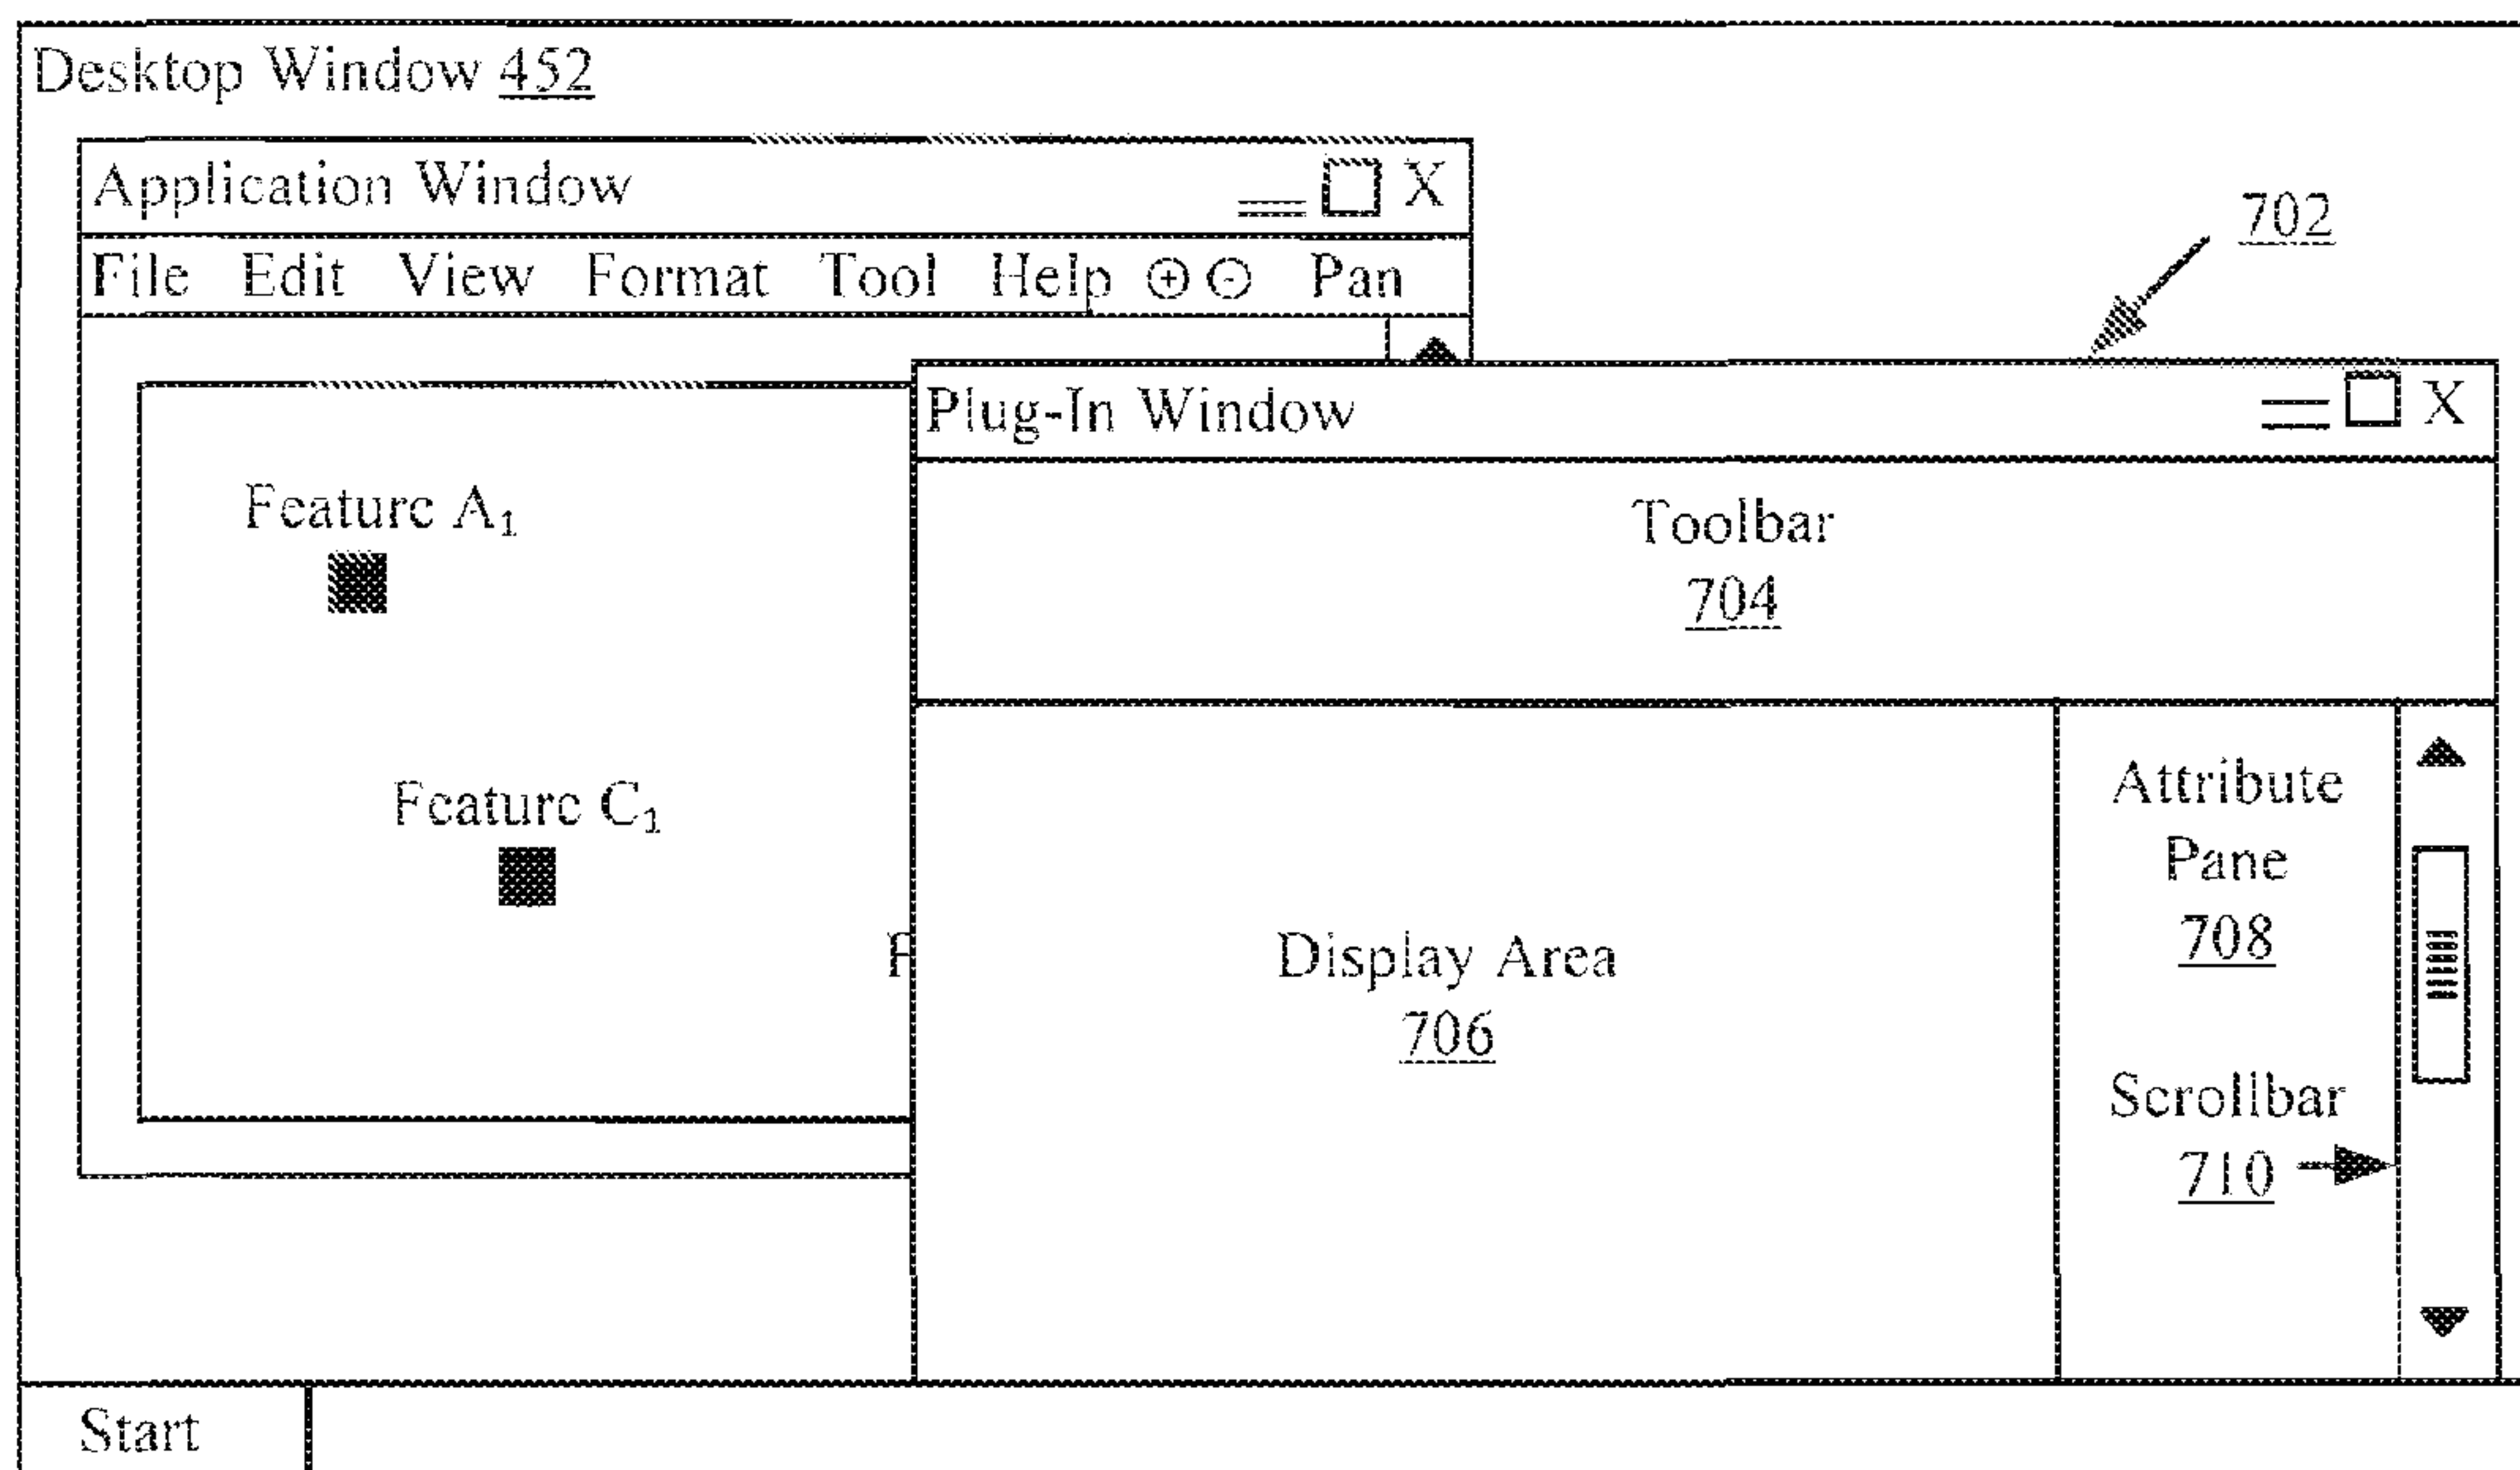 Desktop Window 452
Application Window X
File Edit View Format Tool Help + - Pan
702
Plug-In Window X
Feature A₁
Toolbar
704
Feature C₁
Attribute
Pane
708
F
Display Area
706
Scrollbar
710
Start